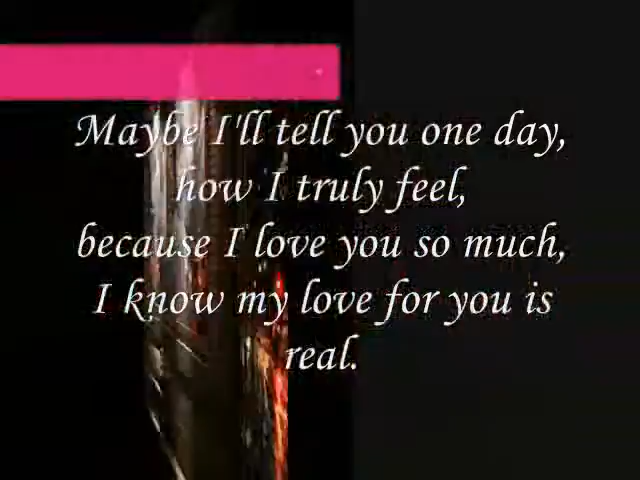 Maybe I'll tell you one day,
how I truly feel,
because I love you so much,
I know my love for you is
real.